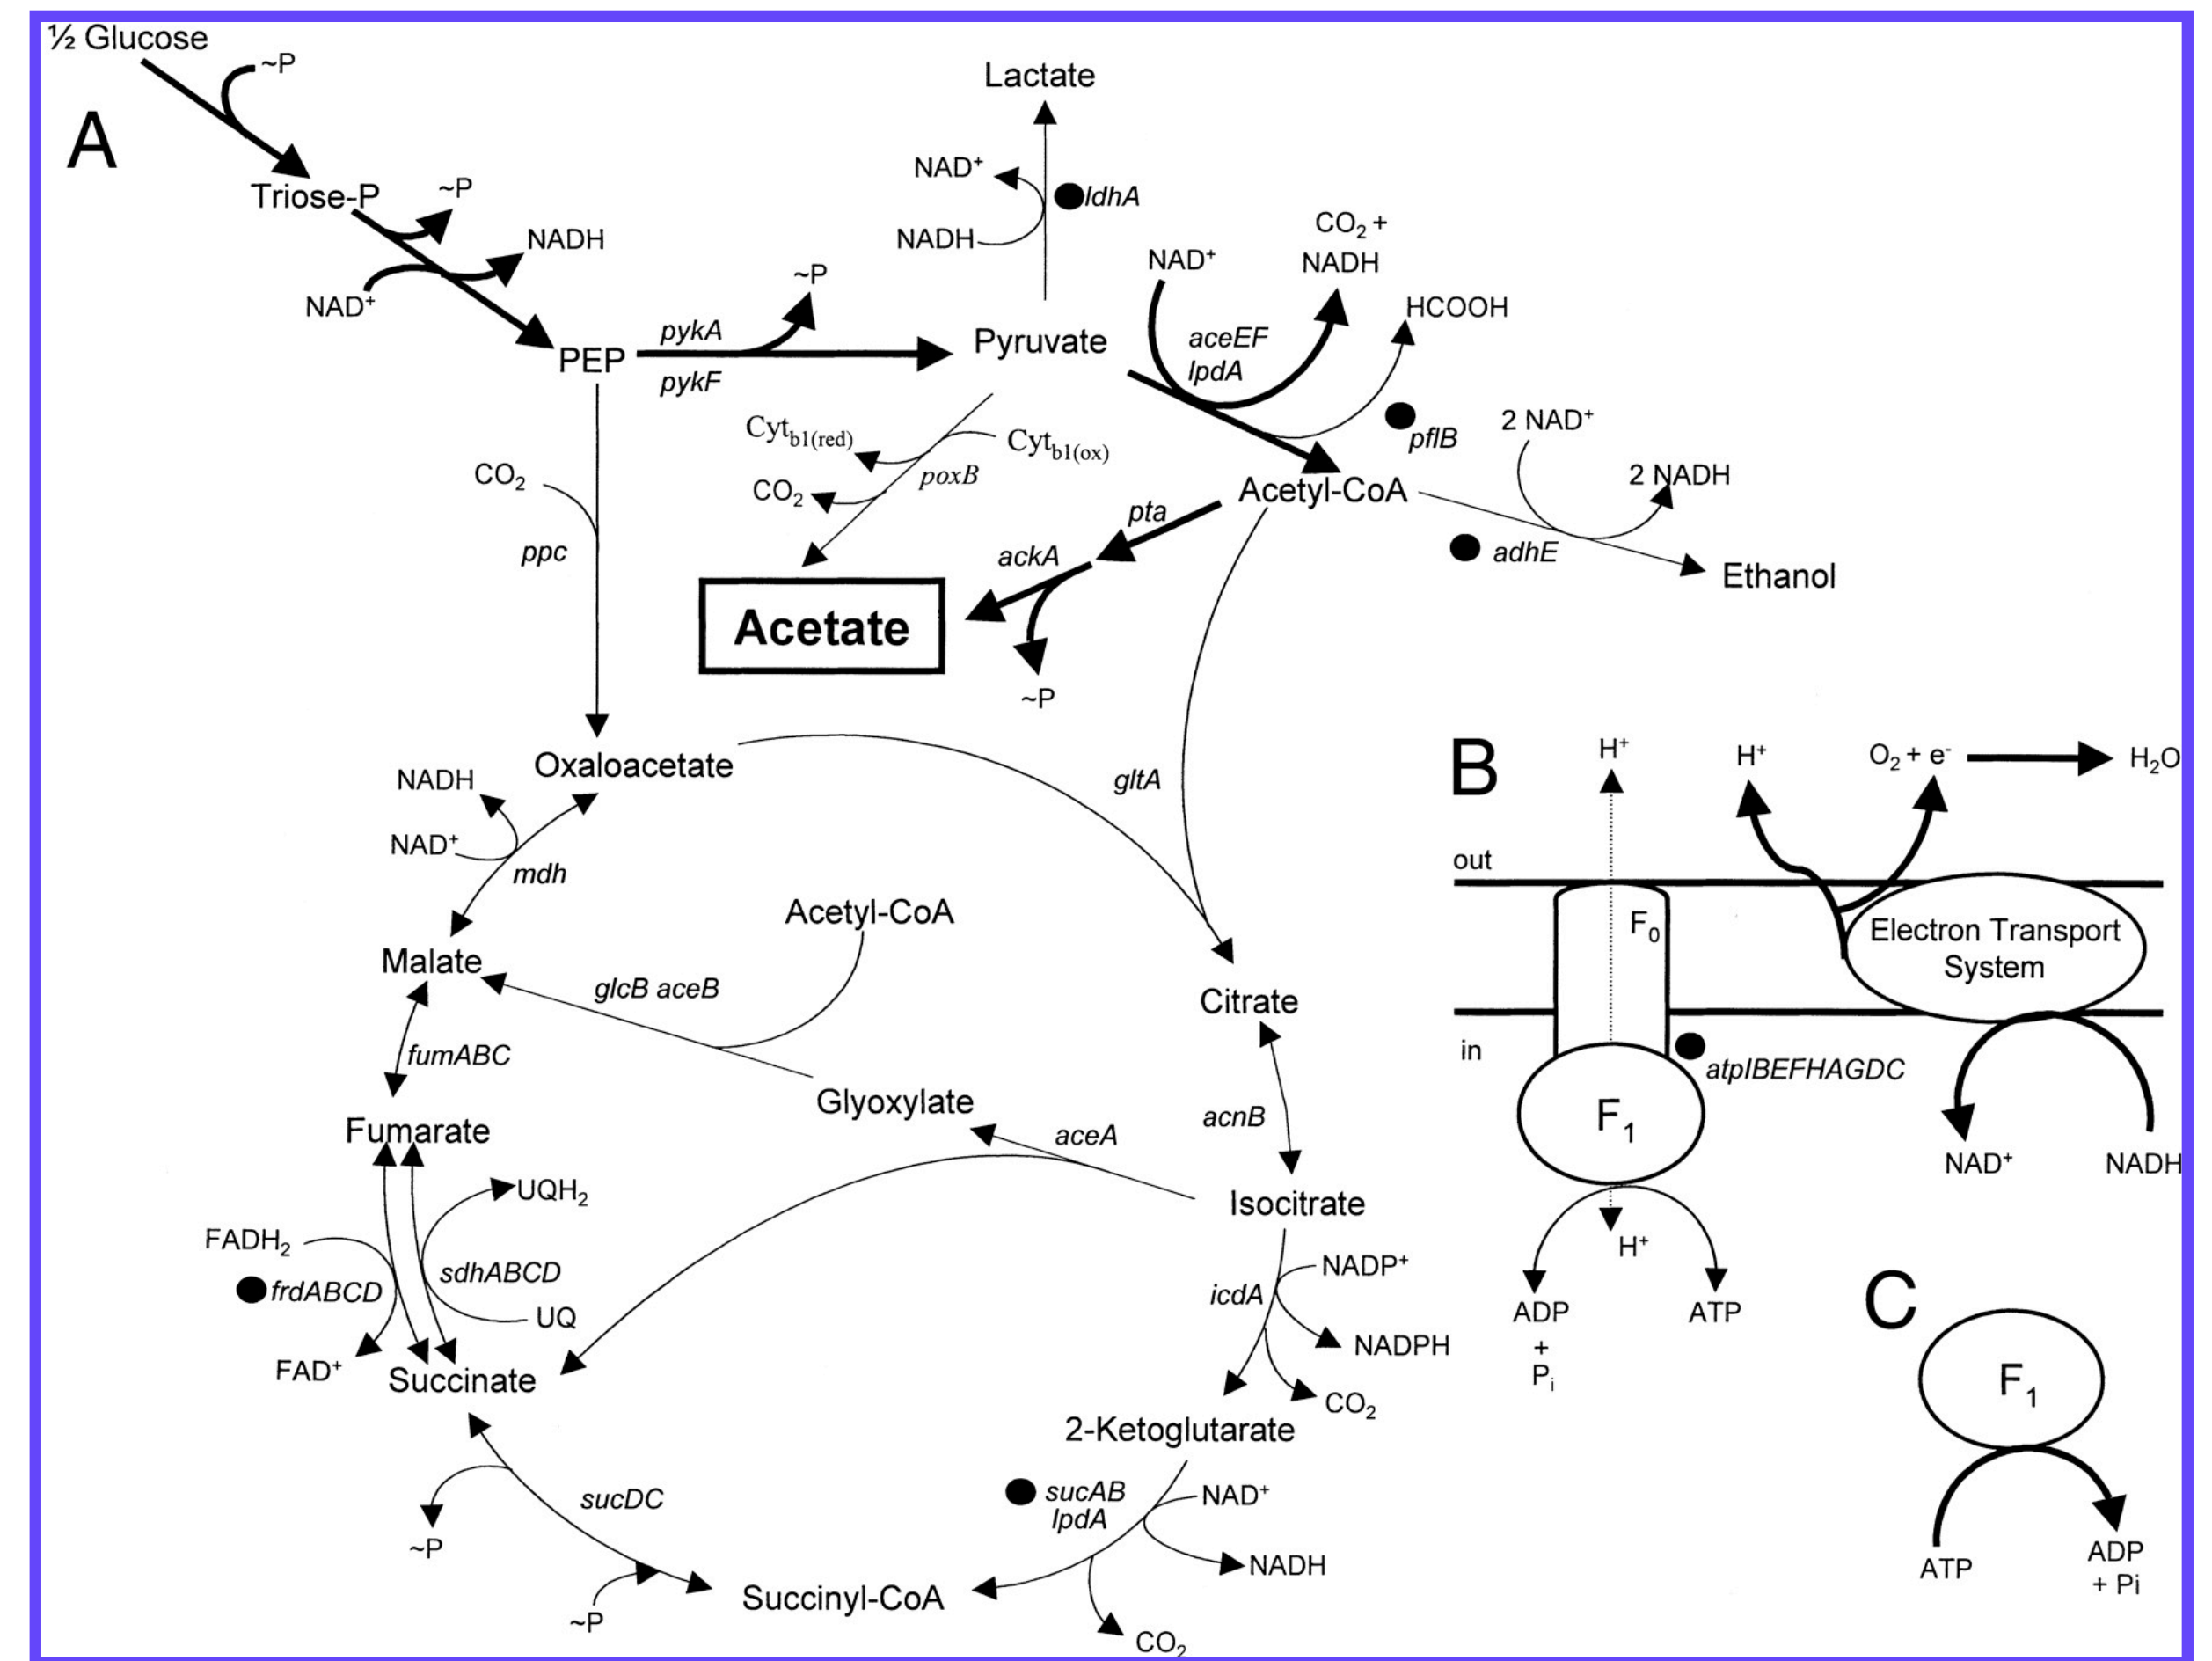 ½ Glucose
~P
A
Triose-P
~P
NADH
NAD⁺
PEP
pykA
pykF
~P
Lactate
NAD⁺
NADH
ldhA
Pyruvate
NAD⁺
CO₂ +
NADH
aceEF
lpdA
HCOOH
pflB
Cyt b1(red)
Cyt b1(ox)
CO₂
poxB
Acetyl-CoA
2 NAD⁺
2 NADH
adhE
Ethanol
pta
ackA
~P
Acetate
CO₂
ppc
Oxaloacetate
gltA
NADH
NAD⁺
mdh
Malate
Acetyl-CoA
glcB aceB
Glyoxylate
aceA
Citrate
acnB
Isocitrate
fumABC
Fumarate
UQH₂
FADH₂
frdABCD
sdhABCD
UQ
FAD⁺
Succinate
icdA
NADP⁺
NADPH
CO₂
2-Ketoglutarate
sucAB
lpdA
NAD⁺
NADH
CO₂
Succinyl-CoA
sucDC
~P
~P
B
H⁺
H⁺
O₂ + e⁻
H₂O
out
F₀
Electron Transport
System
in
atpIBEFHAGDC
F₁
NAD⁺
NADH
H⁺
ADP
+
Pᵢ
ATP
C
F₁
ATP
ADP
+ Pi